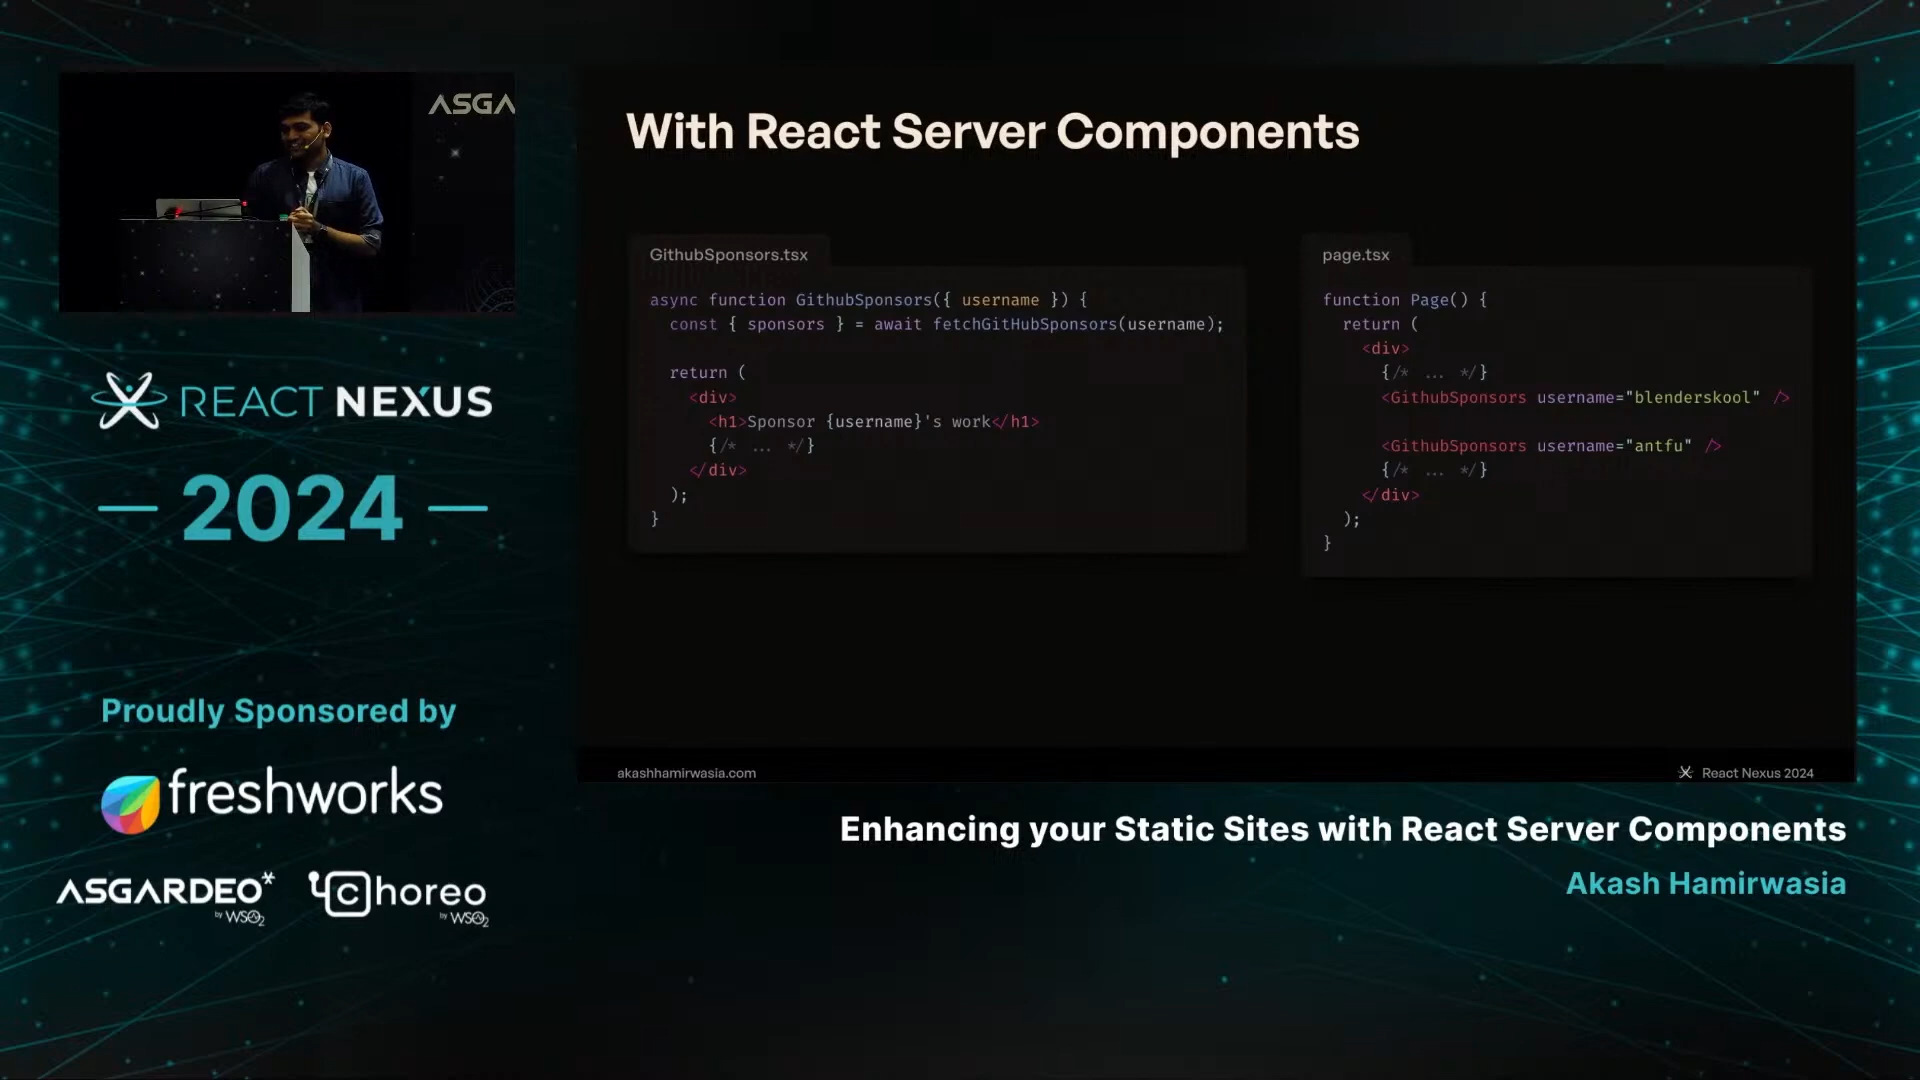 ASGA
REACT NEXUS
2024
Proudly Sponsored by
freshworks
ASGARDEO
by WSO2
choreo
by WSO2
With React Server Components
GithubSponsors.tsx
async function GithubSponsors({ username }) {
const { sponsors } = await fetchGitHubSponsors(username);
return (
<div>
<h1>Sponsor {username}'s work</h1>
{/* ... */}
</div>
);
}
page.tsx
function Page() {
return (
<div>
{/* ... */}
<GithubSponsors username="blenderskool" />
<GithubSponsors username="antfu" />
{/* ... */}
</div>
);
}
akashhamirwasia.com
React Nexus 2024
Enhancing your Static Sites with React Server Components
Akash Hamirwasia